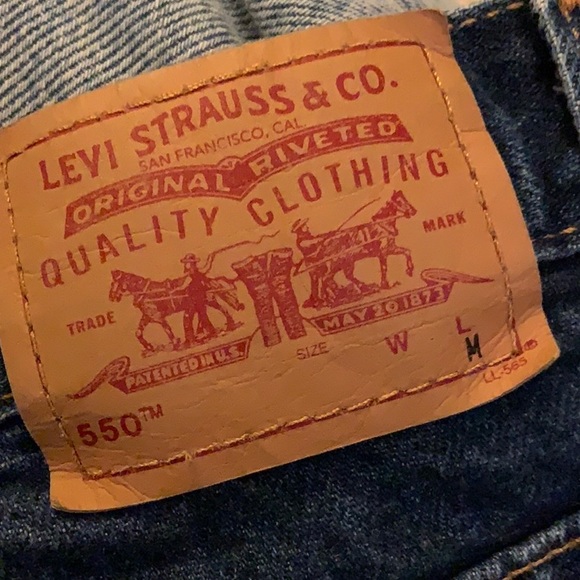 LEVI STRAUSS & CO.
SAN FRANCISCO, CAL
ORIGINAL RIVETED
QUALITY CLOTHING
TRADE MARK
PATENTED IN U.S. MAY 20 1873
550™ SIZE W L
M
LL-565